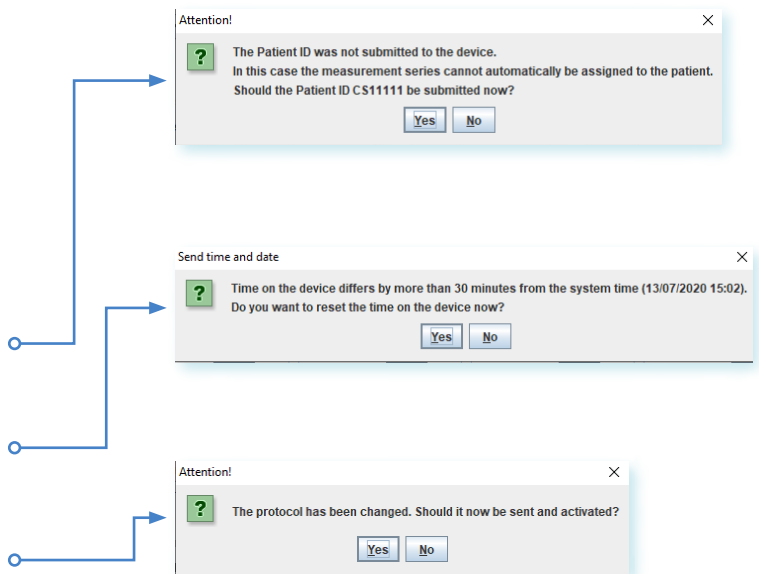 Attention!
The Patient ID was not submitted to the device.
In this case the measurement series cannot automatically be assigned to the patient.
Should the Patient ID CS11111 be submitted now?
Yes No
Send time and date
Time on the device differs by more than 30 minutes from the system time (13/07/2020 15:02).
Do you want to reset the time on the device now?
Yes No
Attention!
The protocol has been changed. Should it now be sent and activated?
Yes No